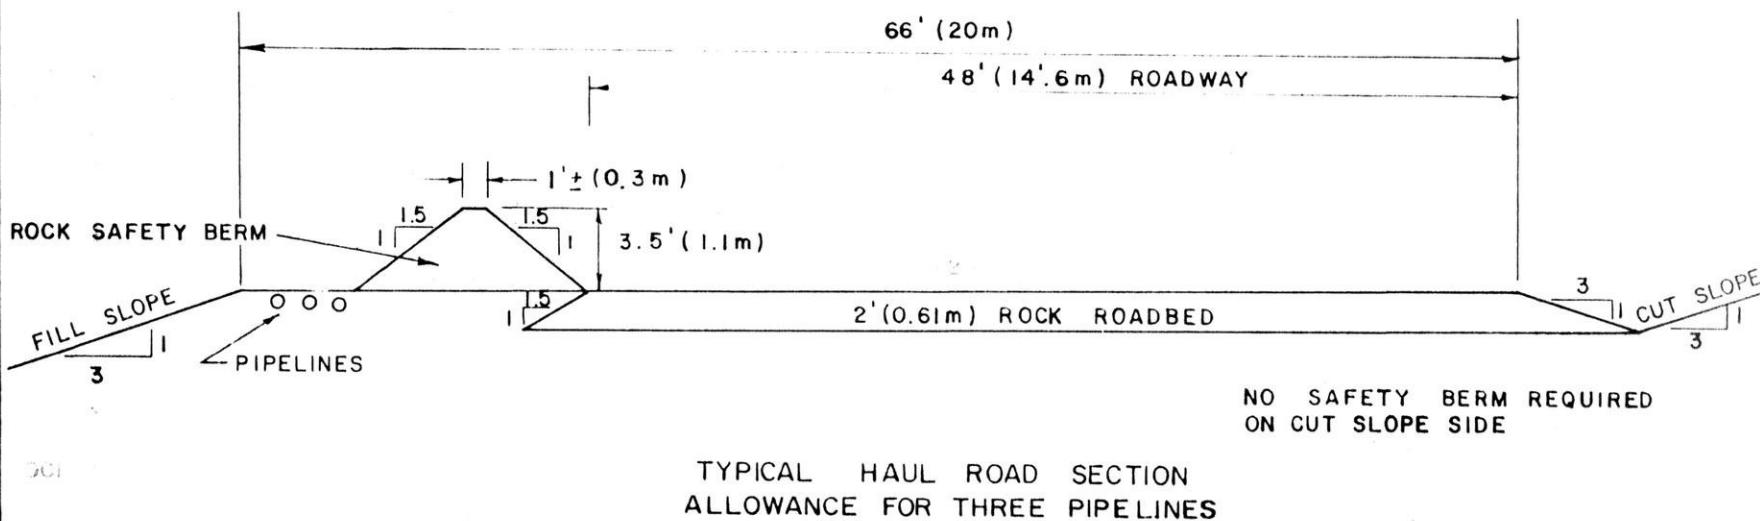 66' (20m)
48' (14'.6m) ROADWAY
1'± (0.3m)
1.5
1
1.5
1
3.5' (1.1m)
ROCK SAFETY BERM
FILL SLOPE
1
3
PIPELINES
1.5
1
2' (0.61m) ROCK ROADBED
3
1
CUT SLOPE
1
3
NO SAFETY BERM REQUIRED
ON CUT SLOPE SIDE
TYPICAL HAUL ROAD SECTION
ALLOWANCE FOR THREE PIPELINES